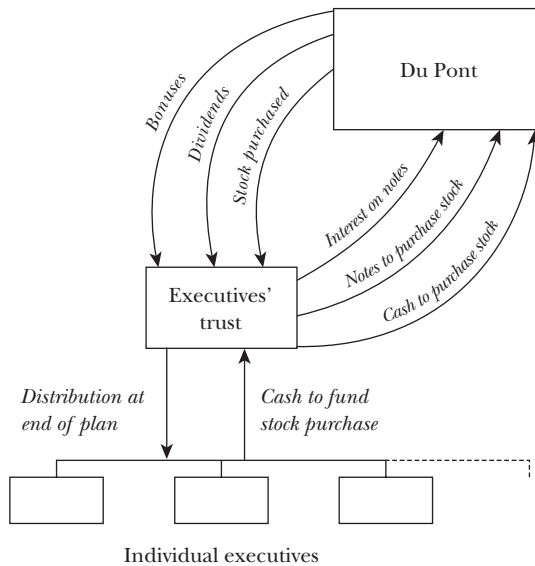 Du Pont
Bonuses
Dividends
Stock purchased
Interest on notes
Notes to purchase stock
Cash to purchase stock
Executives’
trust
Distribution at
end of plan
Cash to fund
stock purchase
Individual executives